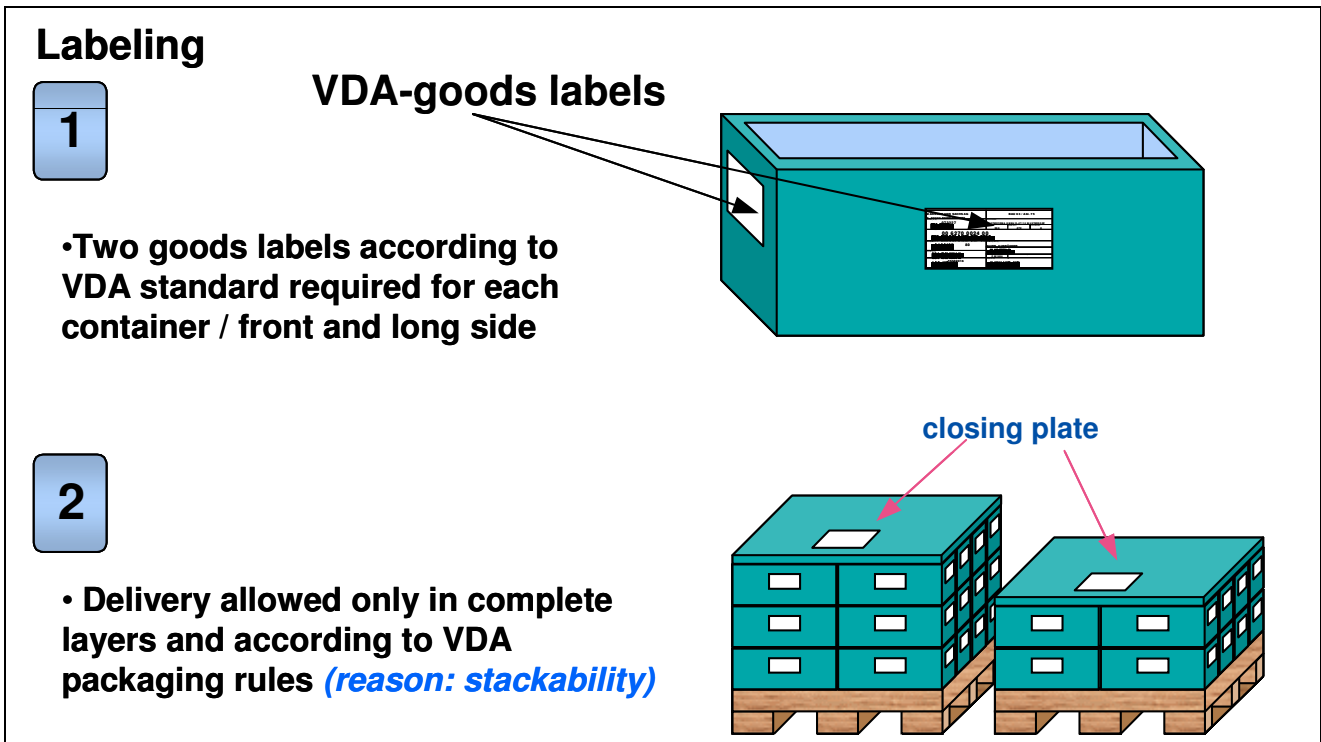 Labeling
1
VDA-goods labels
•Two goods labels according to
VDA standard required for each
container / front and long side
closing plate
2
• Delivery allowed only in complete
layers and according to VDA
packaging rules (reason: stackability)